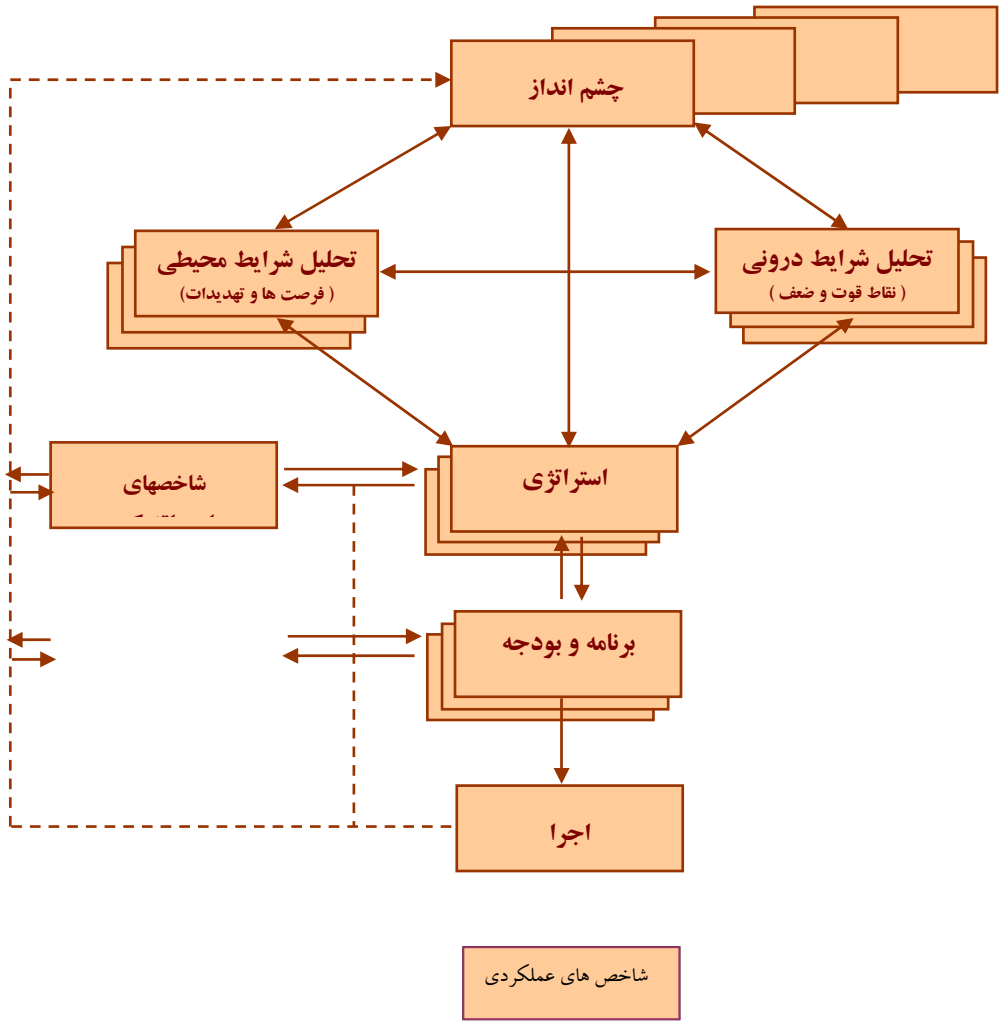 چشم انداز
تحلیل شرایط درونی
( نقاط قوت و ضعف )
تحلیل شرایط محیطی
( فرصت ها و تهدیدات)
استراتژی
شاخصهای
برنامه و بودجه
اجرا
شاخص های عملکردی